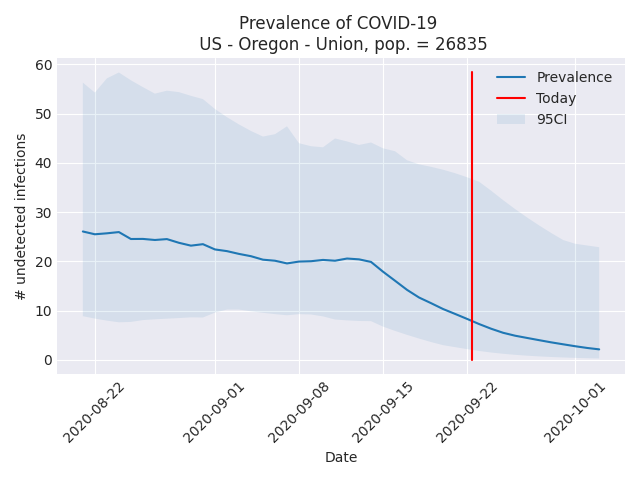 Prevalence of COVID-19
US - Oregon - Union, pop. = 26835
Prevalence
Today
95CI
# undetected infections
60
50
40
30
20
10
0
2020-08-22
2020-09-01
2020-09-08
2020-09-15
2020-09-22
2020-10-01
Date